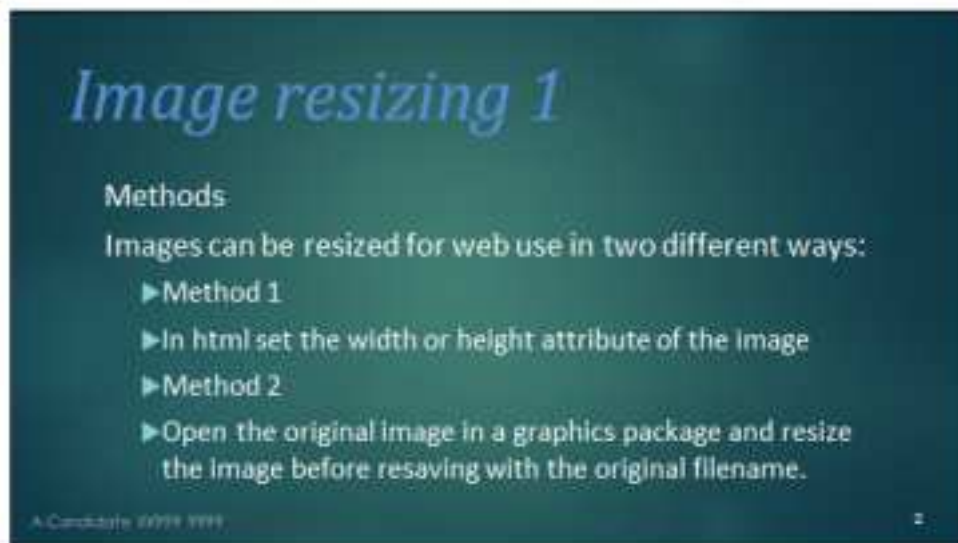 Image resizing 1
Methods
Images can be resized for web use in two different ways:
▶Method 1
▶In html set the width or height attribute of the image
▶Method 2
▶Open the original image in a graphics package and resize
the image before resaving with the original filename.
A Candidate
2